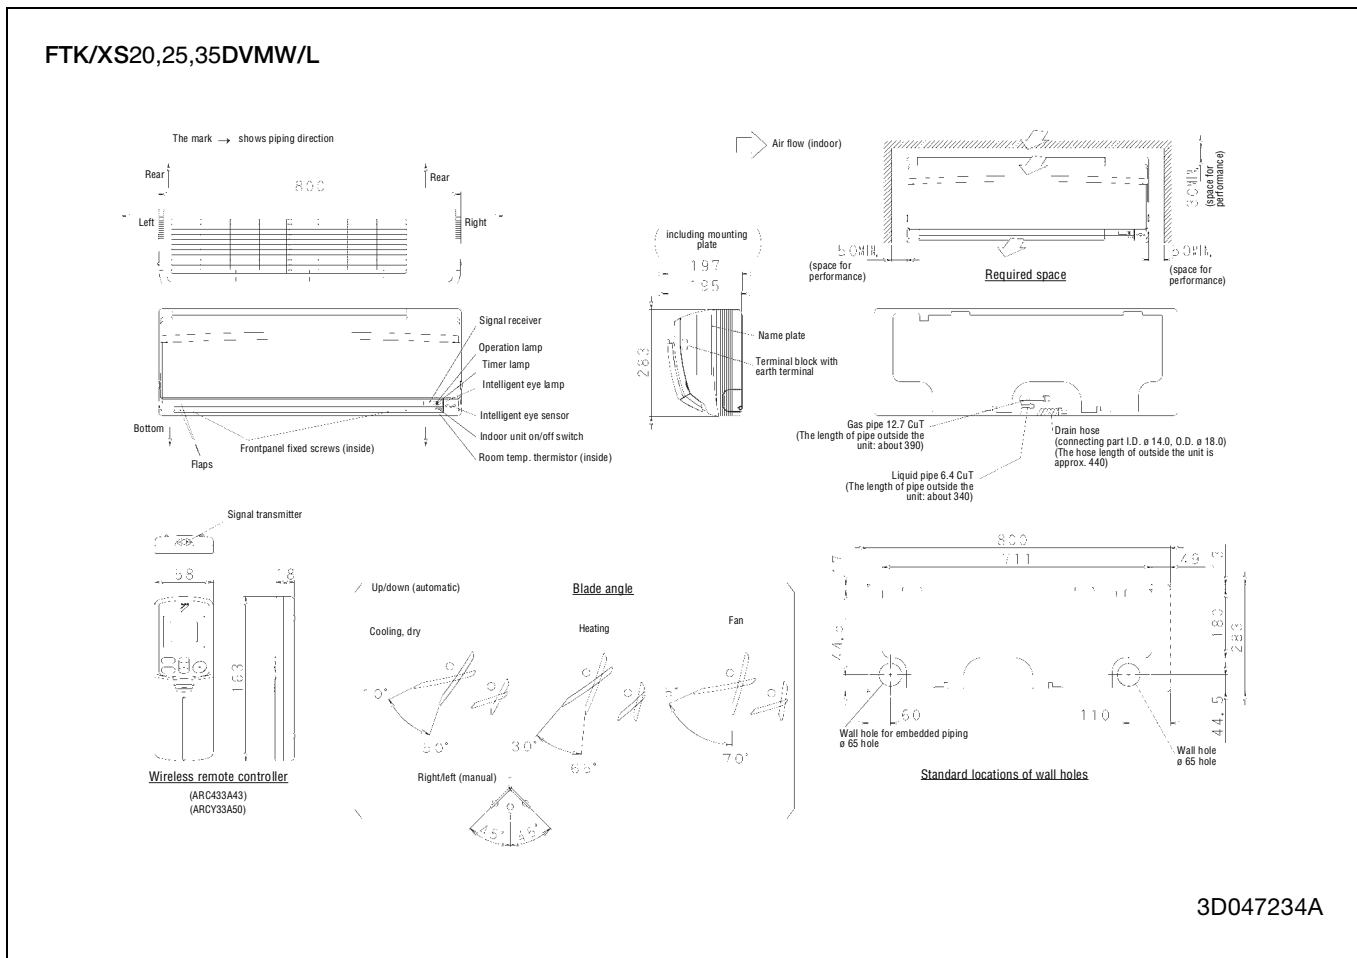 FTK/XS20,25,35DVMW/L
The mark → shows piping direction
Rear
Rear
800
Left
Right
Air flow (indoor)
(space for
performance)
including mounting
plate
197
195
50MIN.
(space for
performance)
50MIN.
(space for
performance)
Required space
Signal receiver
Operation lamp
Timer lamp
Intelligent eye lamp
Intelligent eye sensor
Indoor unit on/off switch
Room temp. thermistor (inside)
Bottom
Frontpanel fixed screws (inside)
Flaps
283
Name plate
Terminal block with
earth terminal
Gas pipe 12.7 CuT
(The length of pipe outside the
unit: about 390)
Drain hose
(connecting part I.D. ø 14.0, O.D. ø 18.0)
(The hose length of outside the unit is
approx. 440)
Liquid pipe 6.4 CuT
(The length of pipe outside the
unit: about 340)
Signal transmitter
18
Wireless remote controller
(ARC433A43)
(ARCY33A50)
Up/down (automatic)
Blade angle
Cooling, dry
Heating
Fan
30°
65°
70°
Right/left (manual)
45°
45°
800
711
49
283
44.5
110
Wall hole for embedded piping
ø 65 hole
Wall hole
ø 65 hole
Standard locations of wall holes
3D047234A